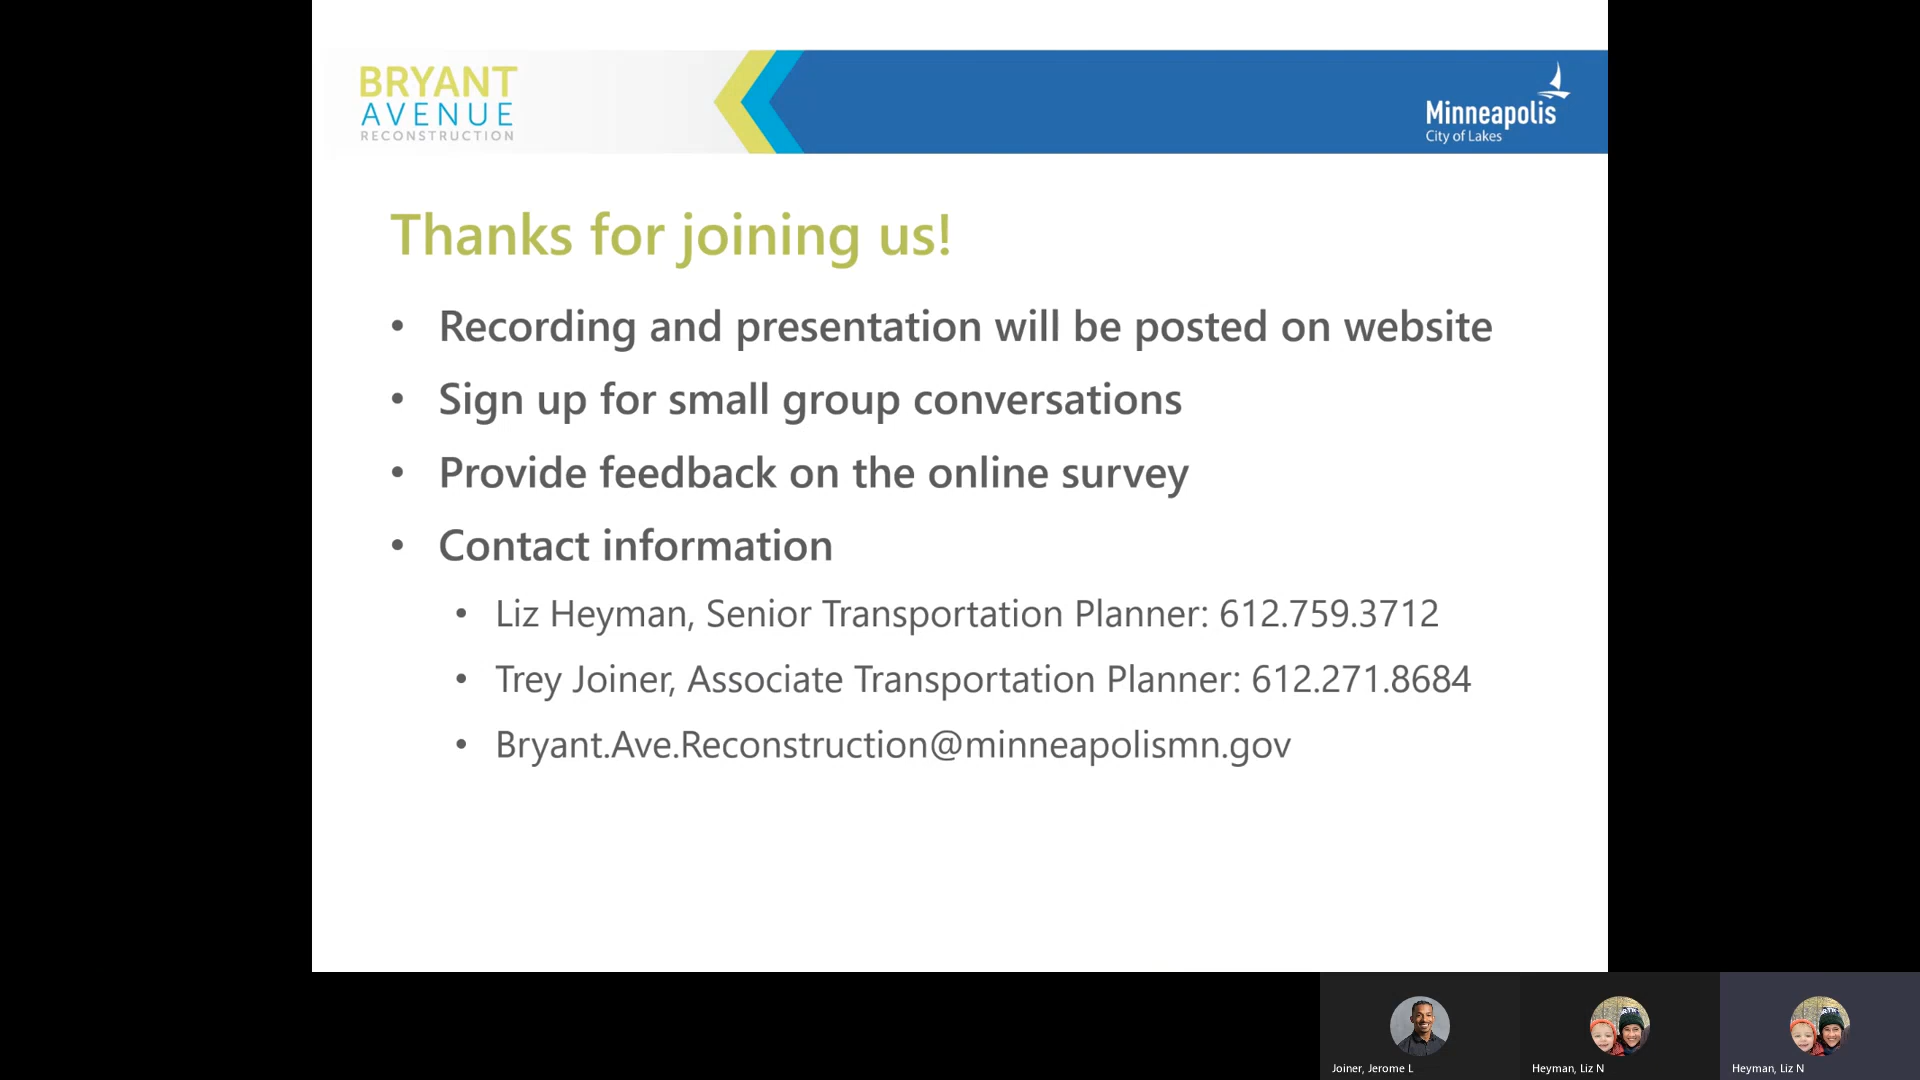 BRYANT
AVENUE
RECONSTRUCTION
Minneapolis
City of Lakes
Thanks for joining us!
• Recording and presentation will be posted on website
• Sign up for small group conversations
• Provide feedback on the online survey
• Contact information
• Liz Heyman, Senior Transportation Planner: 612.759.3712
• Trey Joiner, Associate Transportation Planner: 612.271.8684
• Bryant.Ave.Reconstruction@minneapolismn.gov
Joiner, Jerome L
Heyman, Liz N
Heyman, Liz N